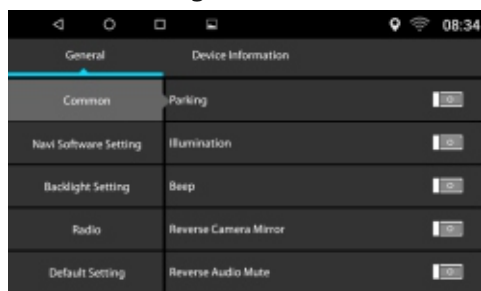 08:34
General
Device Information
Common
Parking
Navi Software Setting
Illumination
Backlight Setting
Beep
Radio
Reverse Camera Mirror
Default Setting
Reverse Audio Mute